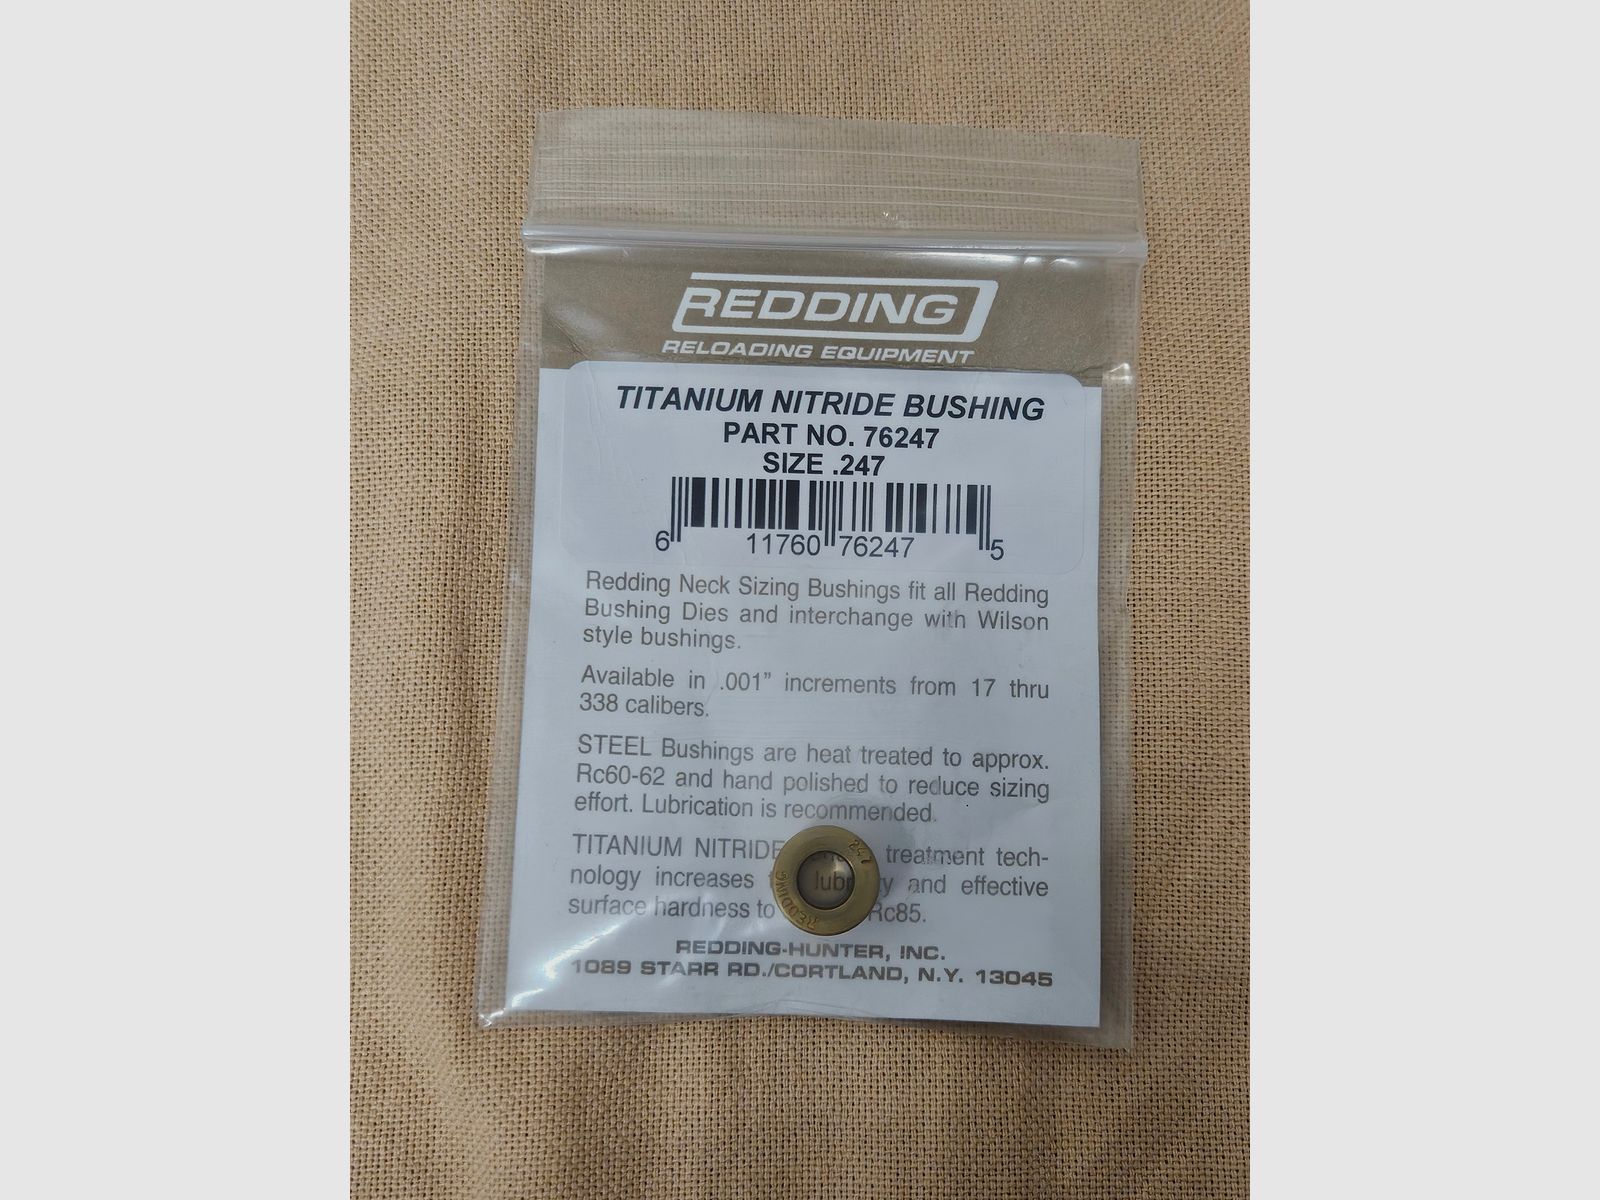 REDDING
RELOADING EQUIPMENT
TITANIUM NITRIDE BUSHING
PART NO. 76247
SIZE .247
6 11760 76247 5
Redding Neck Sizing Bushings fit all Redding
Bushing Dies and interchange with Wilson
style bushings.
Available in .001" increments from 17 thru
338 calibers.
STEEL Bushings are heat treated to approx.
Rc60-62 and hand polished to reduce sizing
effort. Lubrication is recommended.
TITANIUM NITRIDE treatment tech-
nology increases lub y and effective
surface hardness to Rc85.
247
REDDING
REDDING-HUNTER, INC.
1089 STARR RD./CORTLAND, N.Y. 13045